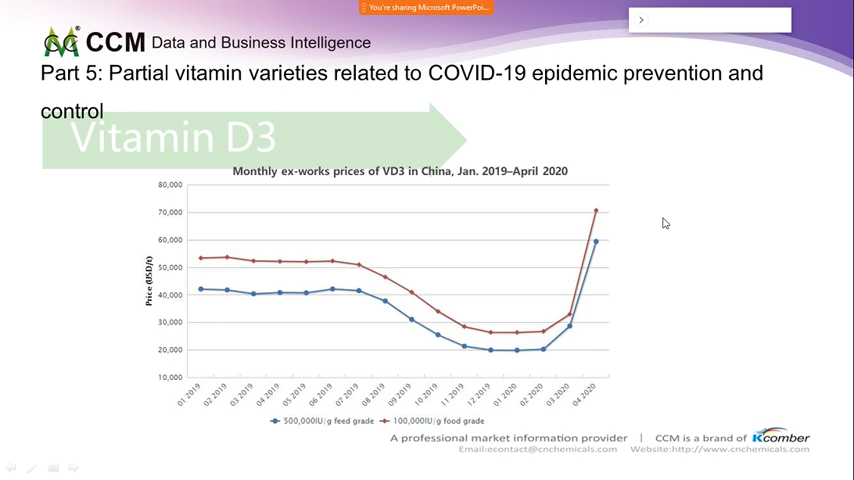 You're sharing Microsoft PowerPoi...
CCM Data and Business Intelligence
Part 5: Partial vitamin varieties related to COVID-19 epidemic prevention and
control
Vitamin D3
Monthly ex-works prices of VD3 in China, Jan. 2019–April 2020
80,000
70,000
60,000
50,000
40,000
30,000
20,000
10,000
Price (USD/t)
01 2019
02 2019
03 2019
04 2019
05 2019
06 2019
07 2019
08 2019
09 2019
10 2019
11 2019
12 2019
01 2020
02 2020
03 2020
04 2020
500,000IU/g feed grade
100,000IU/g food grade
A professional market information provider | CCM is a brand of Kcomber
Email:econtact@cnchemicals.com Website:http://www.cnchemicals.com